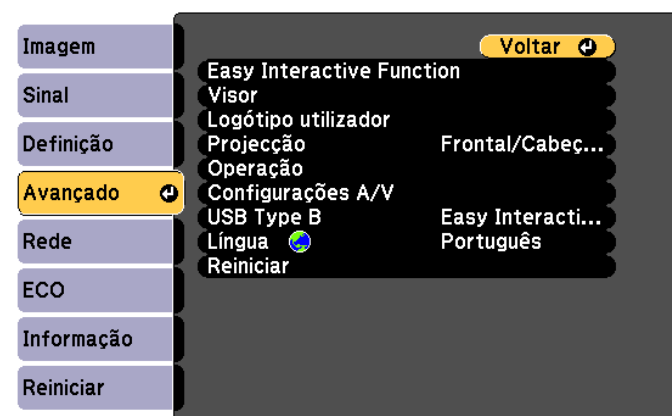 Imagem
Sinal
Definição
Avançado
Rede
ECO
Informação
Reiniciar
Voltar
Easy Interactive Function
Visor
Logótipo utilizador
Projecção Frontal/Cabeç...
Operação
Configurações A/V
USB Type B Easy Interacti...
Língua Português
Reiniciar